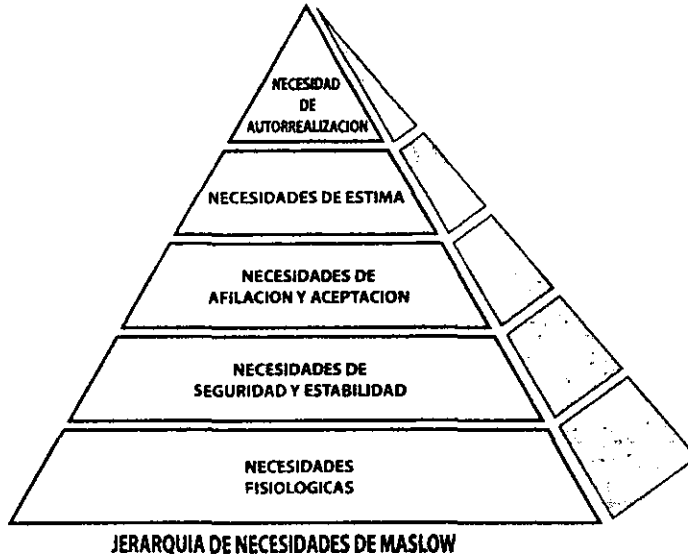 NECESIDAD
DE
AUTORREALIZACION
NECESIDADES DE ESTIMA
NECESIDADES DE
AFILACION Y ACEPTACION
NECESIDADES DE
SEGURIDAD Y ESTABILIDAD
NECESIDADES
FISIOLOGICAS
JERARQUIA DE NECESIDADES DE MASLOW